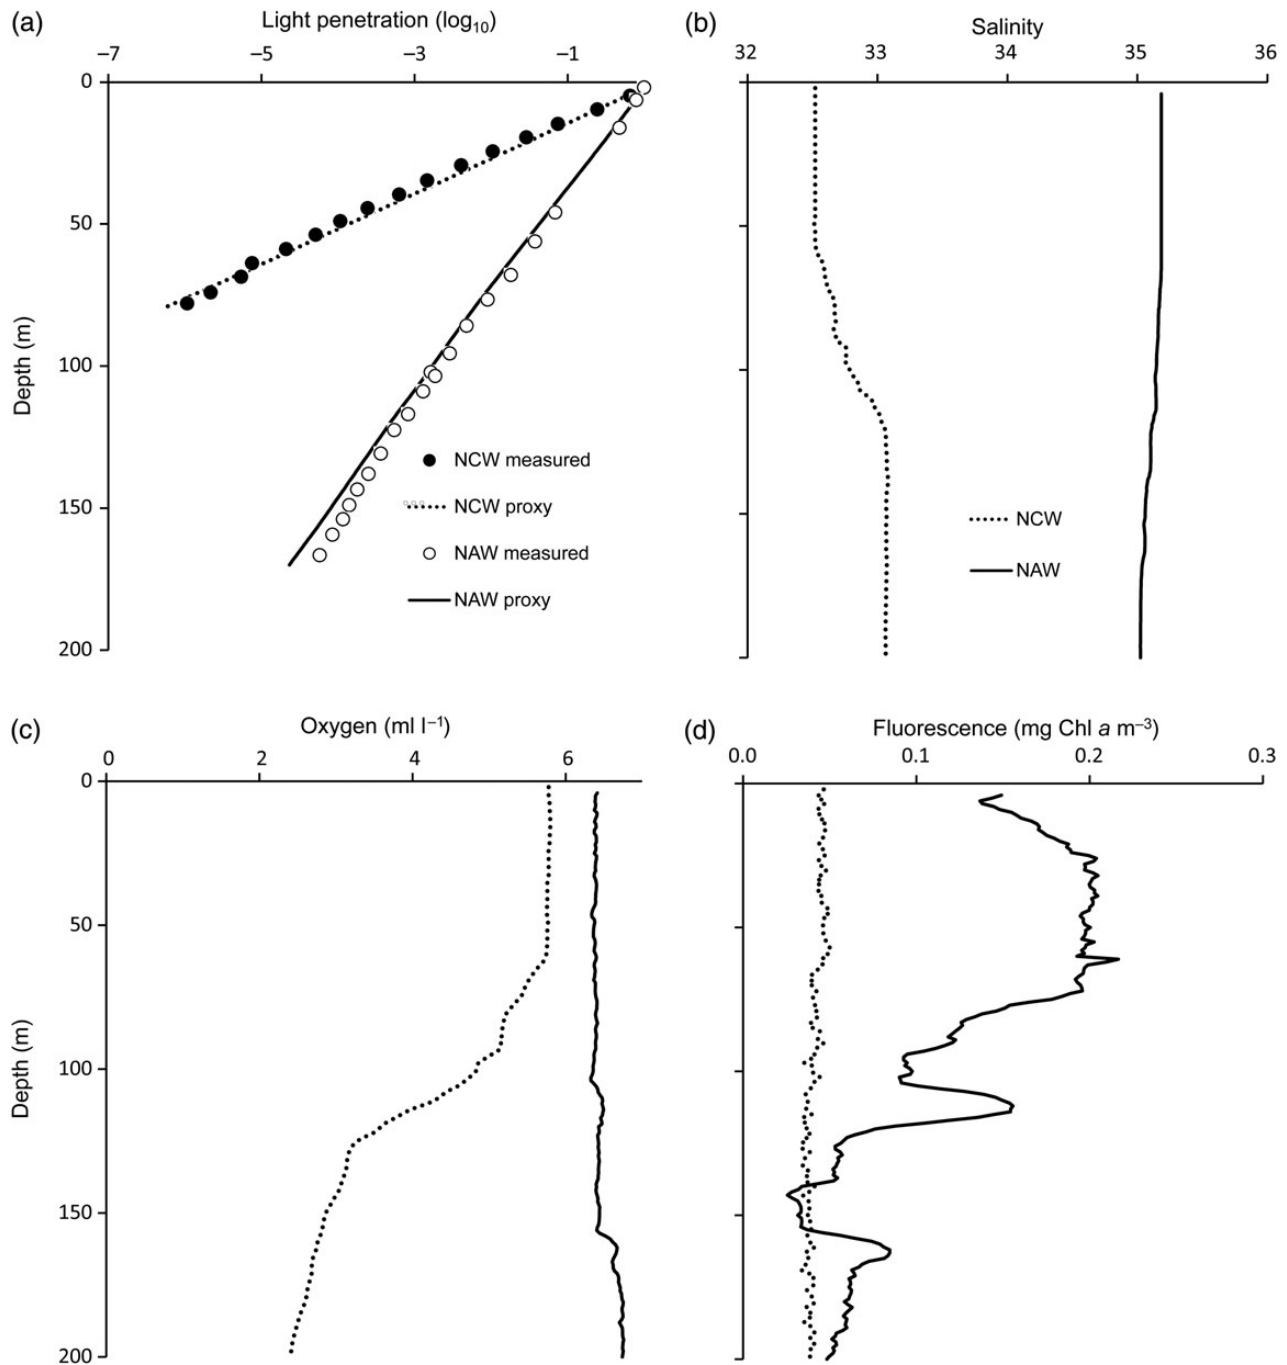 (a)
Light penetration (log10)
–7 –5 –3 –1
0
50
100
150
200
Depth (m)
NCW measured
NCW proxy
NAW measured
NAW proxy
(b)
Salinity
32 33 34 35 36
NCW
NAW
(c)
Oxygen (ml l–1)
0 2 4 6
0
50
100
150
200
Depth (m)
(d)
Fluorescence (mg Chl a m–3)
0.0 0.1 0.2 0.3